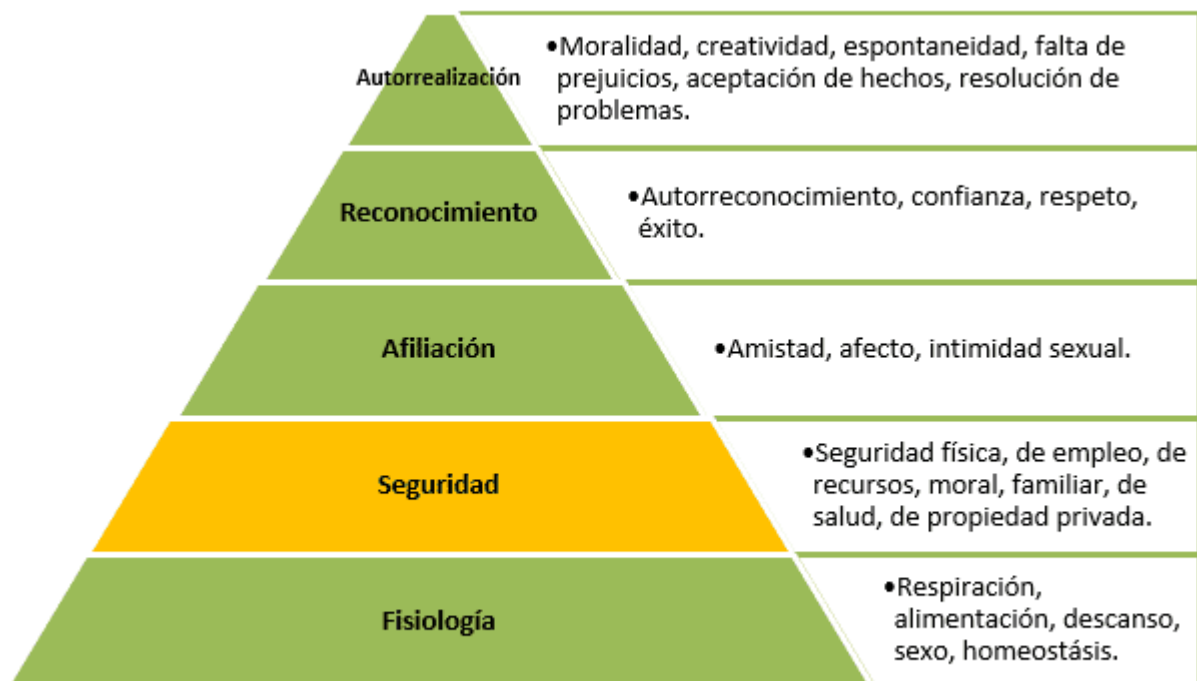 Autorrealización
•Moralidad, creatividad, espontaneidad, falta de
prejuicios, aceptación de hechos, resolución de
problemas.
Reconocimiento
•Autorreconocimiento, confianza, respeto,
éxito.
Afiliación
•Amistad, afecto, intimidad sexual.
Seguridad
•Seguridad física, de empleo, de
recursos, moral, familiar, de
salud, de propiedad privada.
Fisiología
•Respiración,
alimentación, descanso,
sexo, homeostásis.